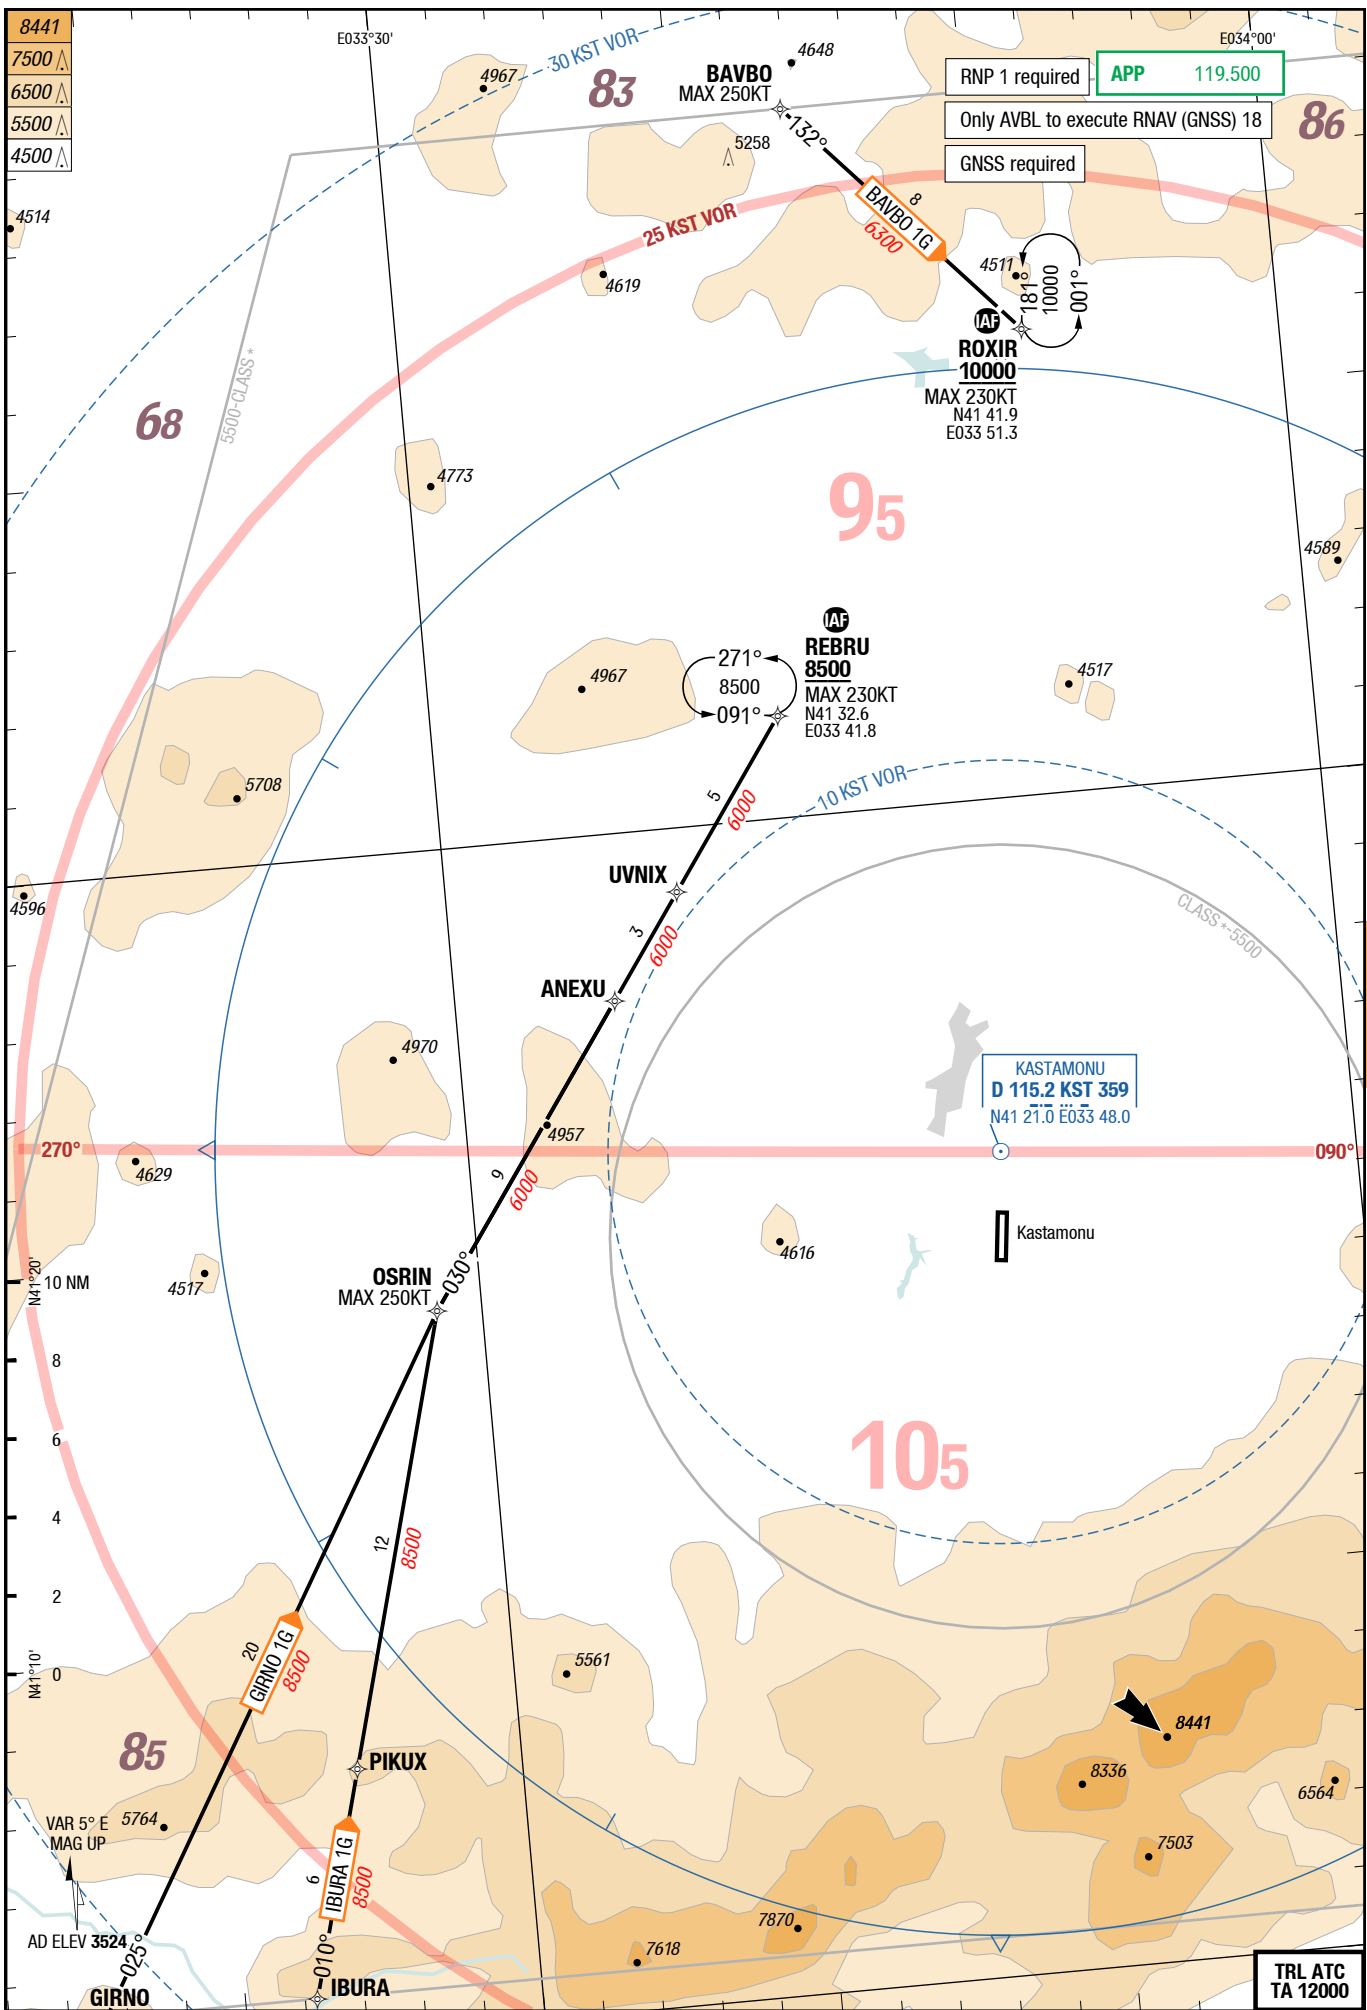 8441
7500
6500
5500
4500
E033°30'
E034°00'
30 KST VOR
83
4967
4648
BAVBO
MAX 250KT
RNP 1 required
APP 119.500
Only AVBL to execute RNAV (GNSS) 18
GNSS required
86
132°
5258
8
BAVBO 1G
6300
25 KST VOR
4514
4619
4511
181°
10000
001°
IAF
ROXIR
10000
MAX 230KT
N41 41.9
E033 51.3
68
5500-CLASS *
4773
95
4589
IAF
REBRU
8500
MAX 230KT
N41 32.6
E033 41.8
271°
8500
091°
4967
4517
5708
10 KST VOR
5
6000
UVNIX
4596
3
6000
CLASS *-5500
ANEXU
4970
KASTAMONU
D 115.2 KST 359
N41 21.0 E033 48.0
4957
270°
090°
4629
9
6000
Kastamonu
4616
N41°20'
10 NM
4517
OSRIN
MAX 250KT
030°
8
6
4
2
0
105
12
8500
20
GIRNO 1G
8500
5561
N41°10'
85
8441
PIKUX
8336
6564
VAR 5° E
MAG UP
5764
7503
6
IBURA 1G
8500
7870
7618
AD ELEV 3524
025°
010°
GIRNO
IBURA
TRL ATC
TA 12000